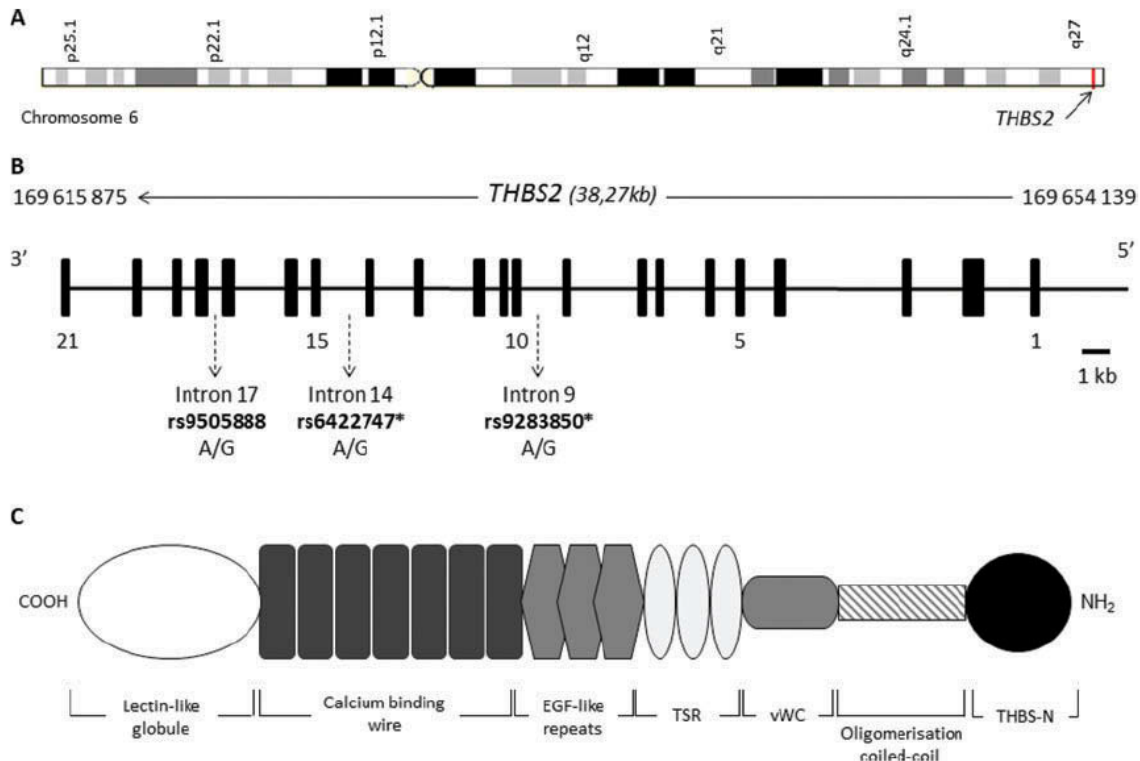 A
p25.1 p22.1 p12.1 q12 q21 q24.1 q27
Chromosome 6
THBS2
B
169 615 875 THBS2 (38,27kb) 169 654 139
3′ 5′
21 15 10 5 1
1 kb
Intron 17 Intron 14 Intron 9
rs9505888 rs6422747* rs9283850*
A/G A/G A/G
C
COOH NH2
Lectin-like globule
Calcium binding wire
EGF-like repeats
TSR
vWC
Oligomerisation coiled-coil
THBS-N